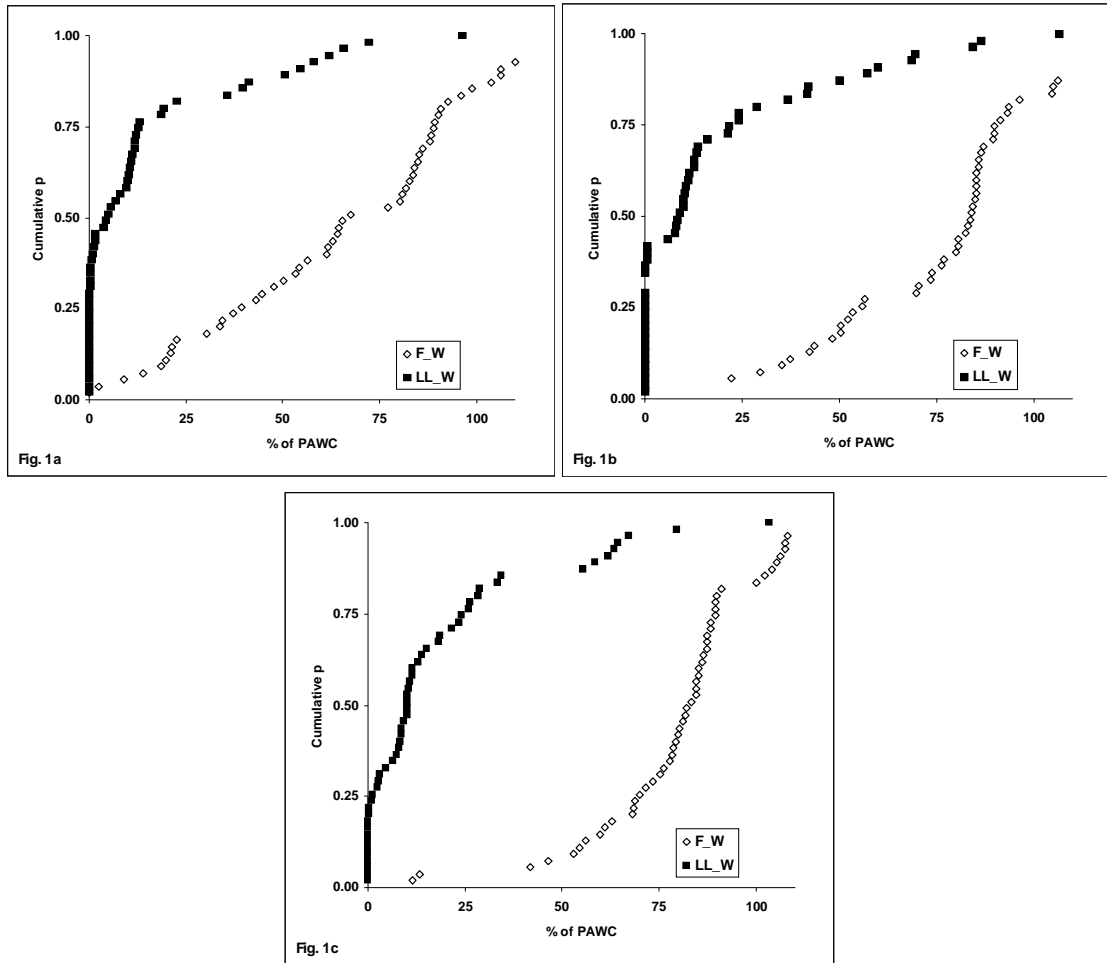 1.00
0.75
0.50
0.25
0.00
Cumulative p
0 25 50 75 100
% of PAWC
F_W
LL_W
Fig. 1a
1.00
0.75
0.50
0.25
0.00
Cumulative p
0 25 50 75 100
% of PAWC
F_W
LL_W
Fig. 1b
1.00
0.75
0.50
0.25
0.00
Cumulative p
0 25 50 75 100
% of PAWC
F_W
LL_W
Fig. 1c